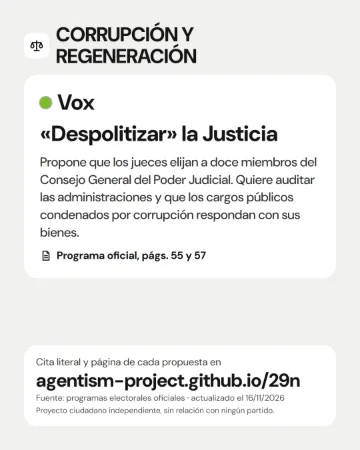 CORRUPCIÓN Y
REGENERACIÓN
Vox
«Despolitizar» la Justicia
Propone que los jueces elijan a doce miembros del
Consejo General del Poder Judicial. Quiere auditar
las administraciones y que los cargos públicos
condenados por corrupción respondan con sus
bienes.
Programa oficial, págs. 55 y 57
Cita literal y página de cada propuesta en
agentism-project.github.io/29n
Fuente: programas electorales oficiales · actualizado el 16/11/2026
Proyecto ciudadano independiente, sin relación con ningún partido.